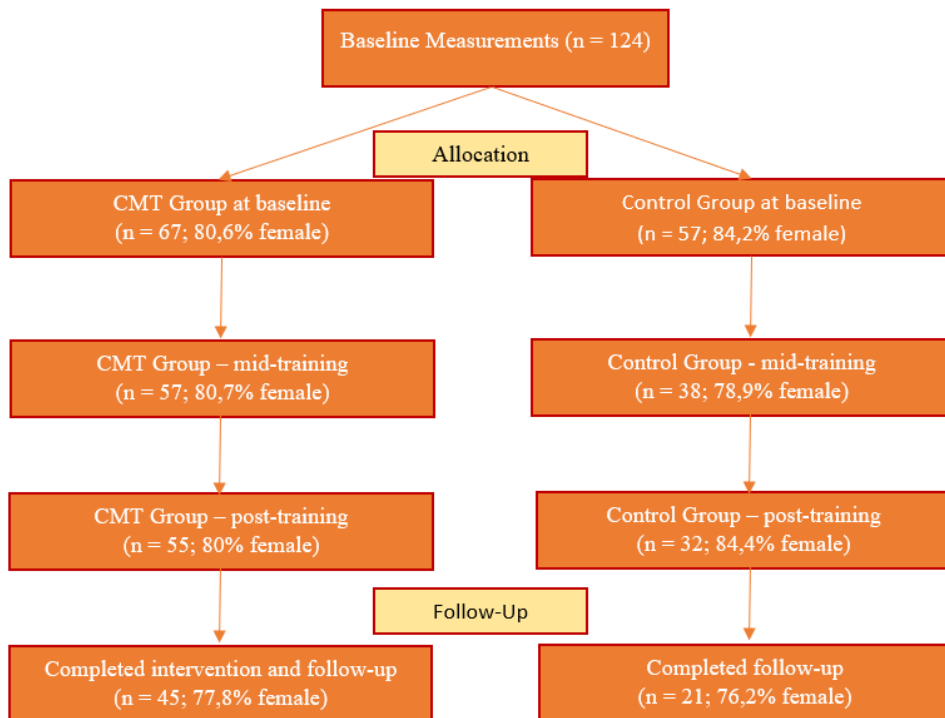 Baseline Measurements (n = 124)
Allocation
CMT Group at baseline
(n = 67; 80,6% female)
Control Group at baseline
(n = 57; 84,2% female)
CMT Group – mid-training
(n = 57; 80,7% female)
Control Group - mid-training
(n = 38; 78,9% female)
CMT Group – post-training
(n = 55; 80% female)
Control Group – post-training
(n = 32; 84,4% female)
Follow-Up
Completed intervention and follow-up
(n = 45; 77,8% female)
Completed follow-up
(n = 21; 76,2% female)